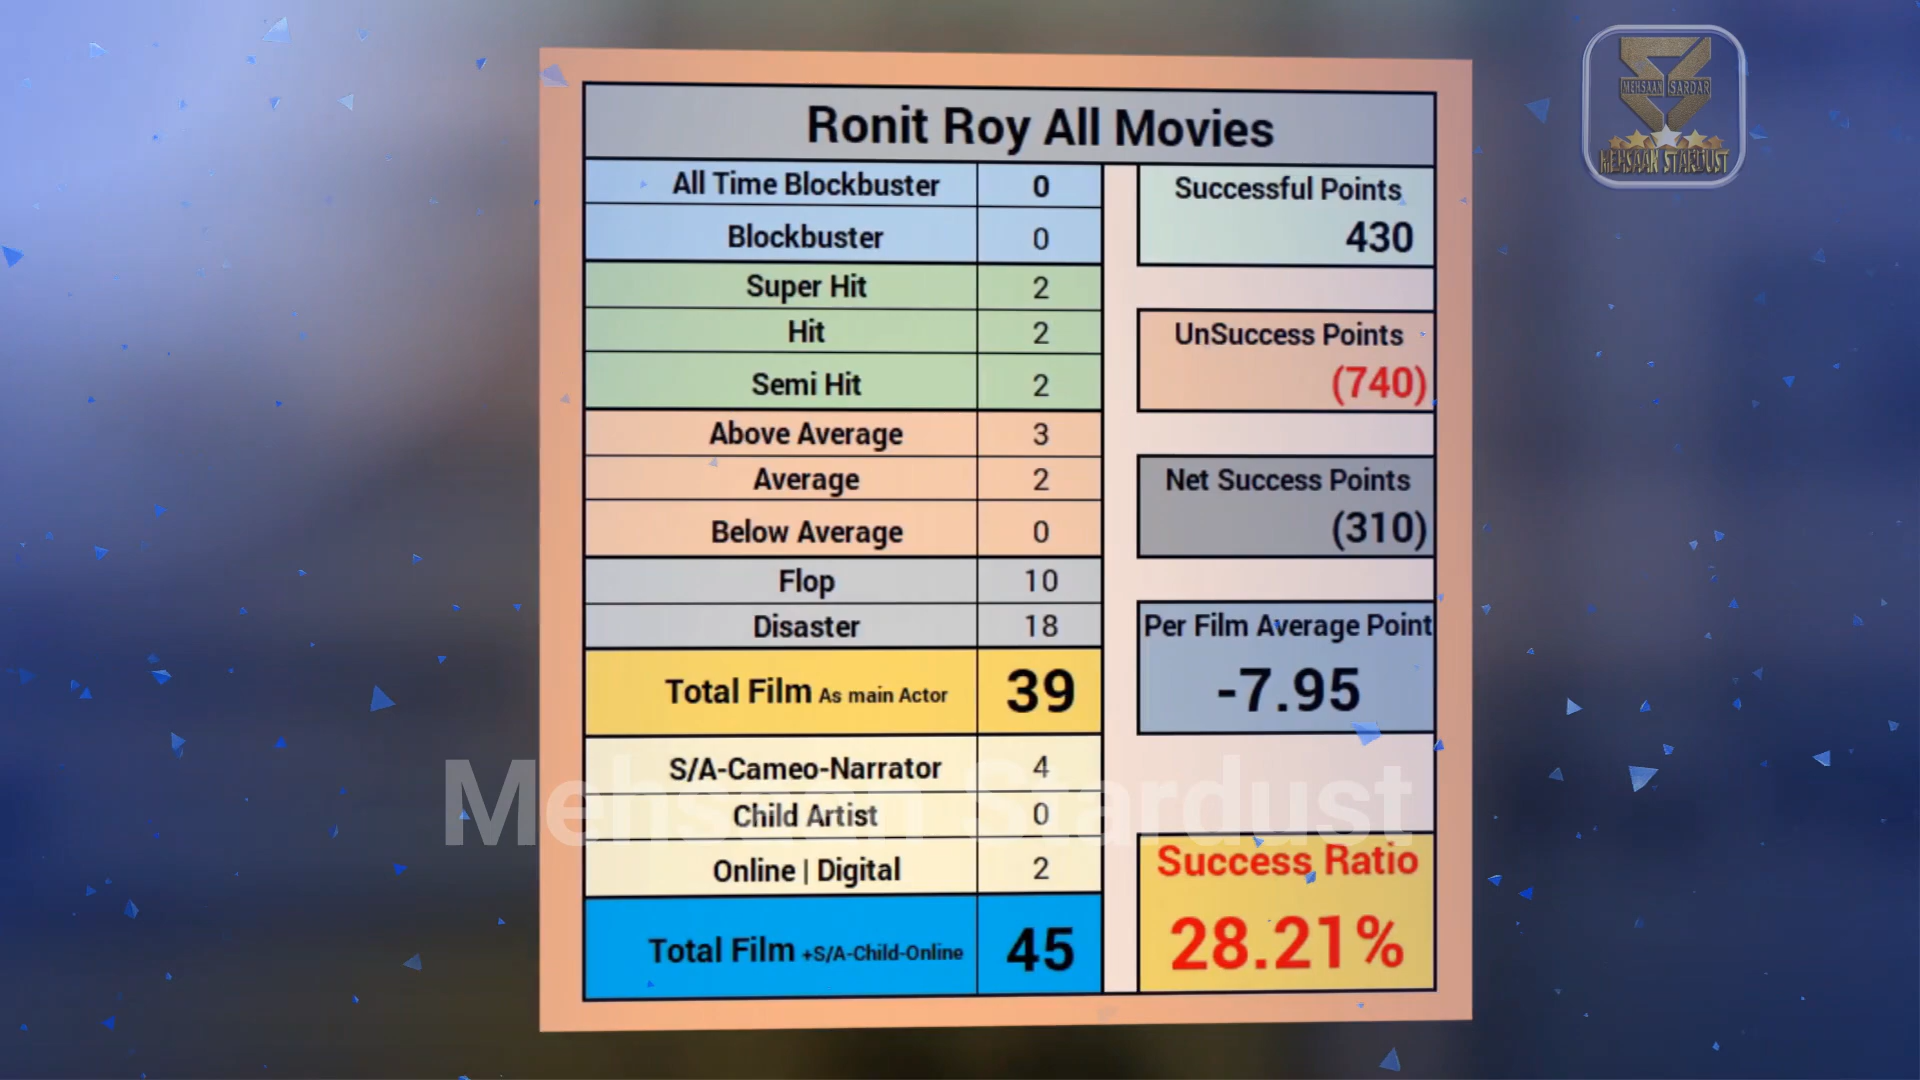 MEHSAAN SARDAR
MEHSAAN STARDUST
Ronit Roy All Movies
All Time Blockbuster 0
Blockbuster 0
Super Hit 2
Hit 2
Semi Hit 2
Above Average 3
Average 2
Below Average 0
Flop 10
Disaster 18
Total Film As main Actor 39
S/A-Cameo-Narrator 4
Child Artist 0
Online | Digital 2
Total Film +S/A-Child-Online 45
Successful Points
430
UnSuccess Points
(740)
Net Success Points
(310)
Per Film Average Point
-7.95
Success Ratio
28.21%
Mehsaan Stardust